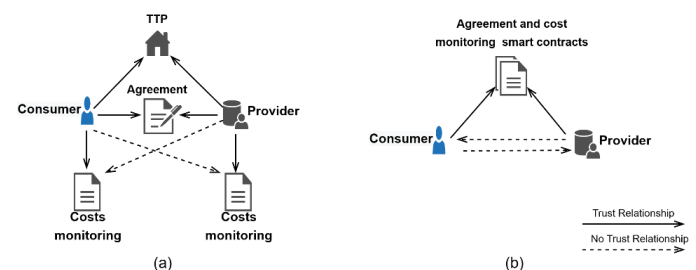 TTP
Agreement
Consumer
Provider
Costs
monitoring
Costs
monitoring
(a)
Agreement and cost
monitoring smart contracts
Consumer
Provider
Trust Relationship
No Trust Relationship
(b)